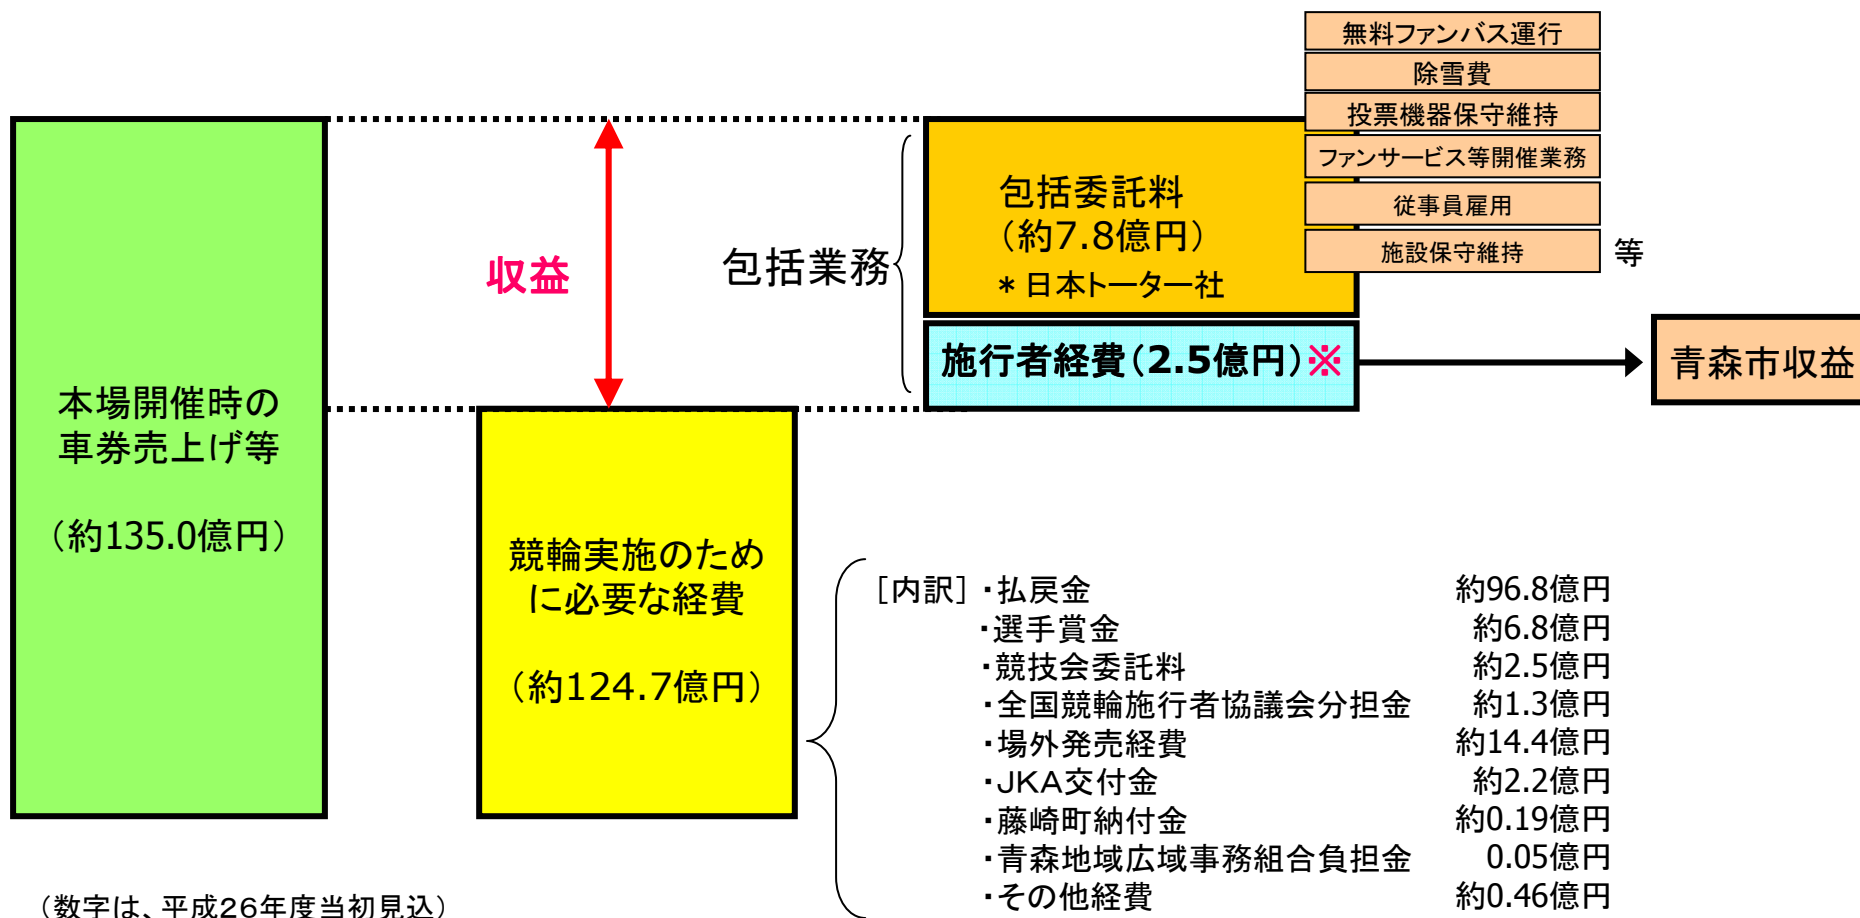 無料ファンバス運行
除雪費
投票機器保守維持
ファンサービス等開催業務
従事員雇用
施設保守維持
等
包括委託料
（約7.8億円）
＊日本トーター社
包括業務
収益
施行者経費（2.5億円）※
青森市収益
本場開催時の
車券売上げ等
（約135.0億円）
競輪実施のため
に必要な経費
（約124.7億円）
［内訳］・払戻金 約96.8億円
・選手賞金 約6.8億円
・競技会委託料 約2.5億円
・全国競輪施行者協議会分担金 約1.3億円
・場外発売経費 約14.4億円
・JKA交付金 約2.2億円
・藤崎町納付金 約0.19億円
・青森地域広域事務組合負担金 0.05億円
・その他経費 約0.46億円
（数字は、平成26年度当初見込）